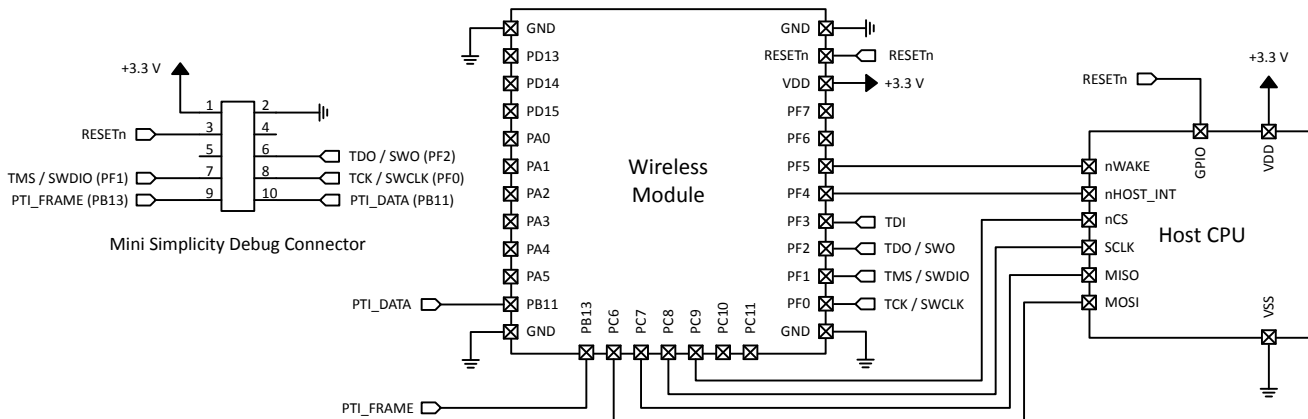 +3.3 V
1
2
RESETn
3
4
5
6
TDO / SWO (PF2)
TMS / SWDIO (PF1)
7
8
TCK / SWCLK (PF0)
PTI_FRAME (PB13)
9
10
PTI_DATA (PB11)
Mini Simplicity Debug Connector
GND
PD13
PD14
PD15
PA0
PA1
PA2
PA3
PA4
PA5
PTI_DATA
PB11
GND
Wireless
Module
PTI_FRAME
PB13
PC6
PC7
PC8
PC9
PC10
PC11
GND
RESETn
RESETn
VDD
+3.3 V
PF7
PF6
PF5
PF4
PF3
TDI
PF2
TDO / SWO
PF1
TMS / SWDIO
PF0
TCK / SWCLK
GND
RESETn
+3.3 V
GPIO
VDD
nWAKE
nHOST_INT
nCS
SCLK
MISO
MOSI
Host CPU
VSS